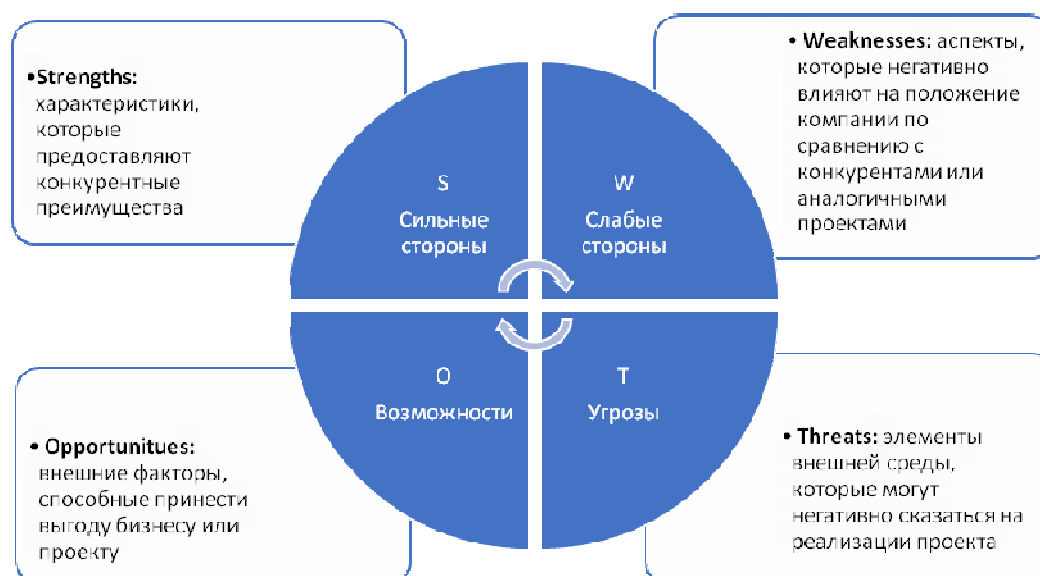 •Strengths:
характеристики,
которые
предоставляют
конкурентные
преимущества
• Weaknesses: аспекты,
которые негативно
влияют на положение
компании по
сравнению с
конкурентами или
аналогичными
проектами
S
Сильные
стороны
W
Слабые
стороны
O
Возможности
T
Угрозы
• Opportunitues:
внешние факторы,
способные принести
выгоду бизнесу или
проекту
• Threats: элементы
внешней среды,
которые могут
негативно сказаться на
реализации проекта